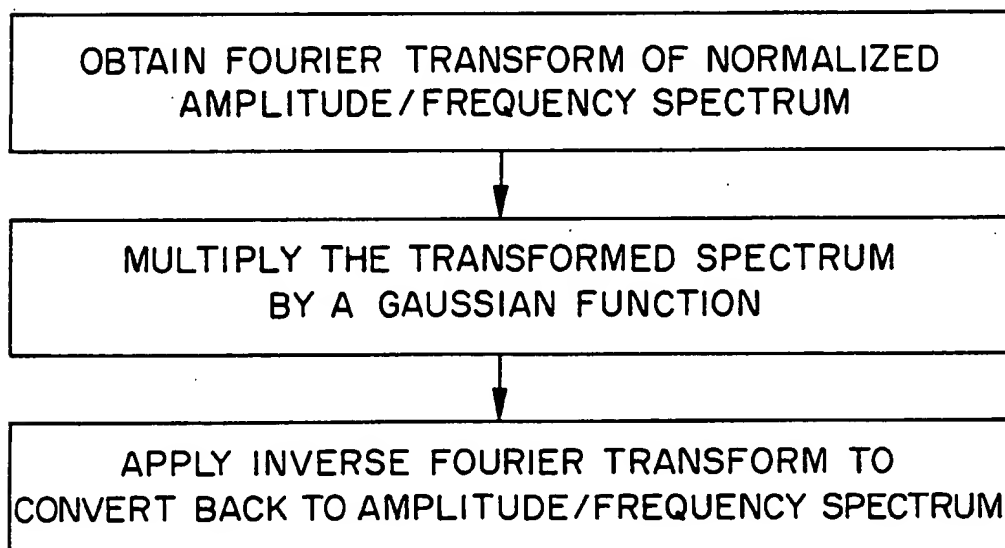 OBTAIN FOURIER TRANSFORM OF NORMALIZED
AMPLITUDE/FREQUENCY SPECTRUM
MULTIPLY THE TRANSFORMED SPECTRUM
BY A GAUSSIAN FUNCTION
APPLY INVERSE FOURIER TRANSFORM TO
CONVERT BACK TO AMPLITUDE/FREQUENCY SPECTRUM